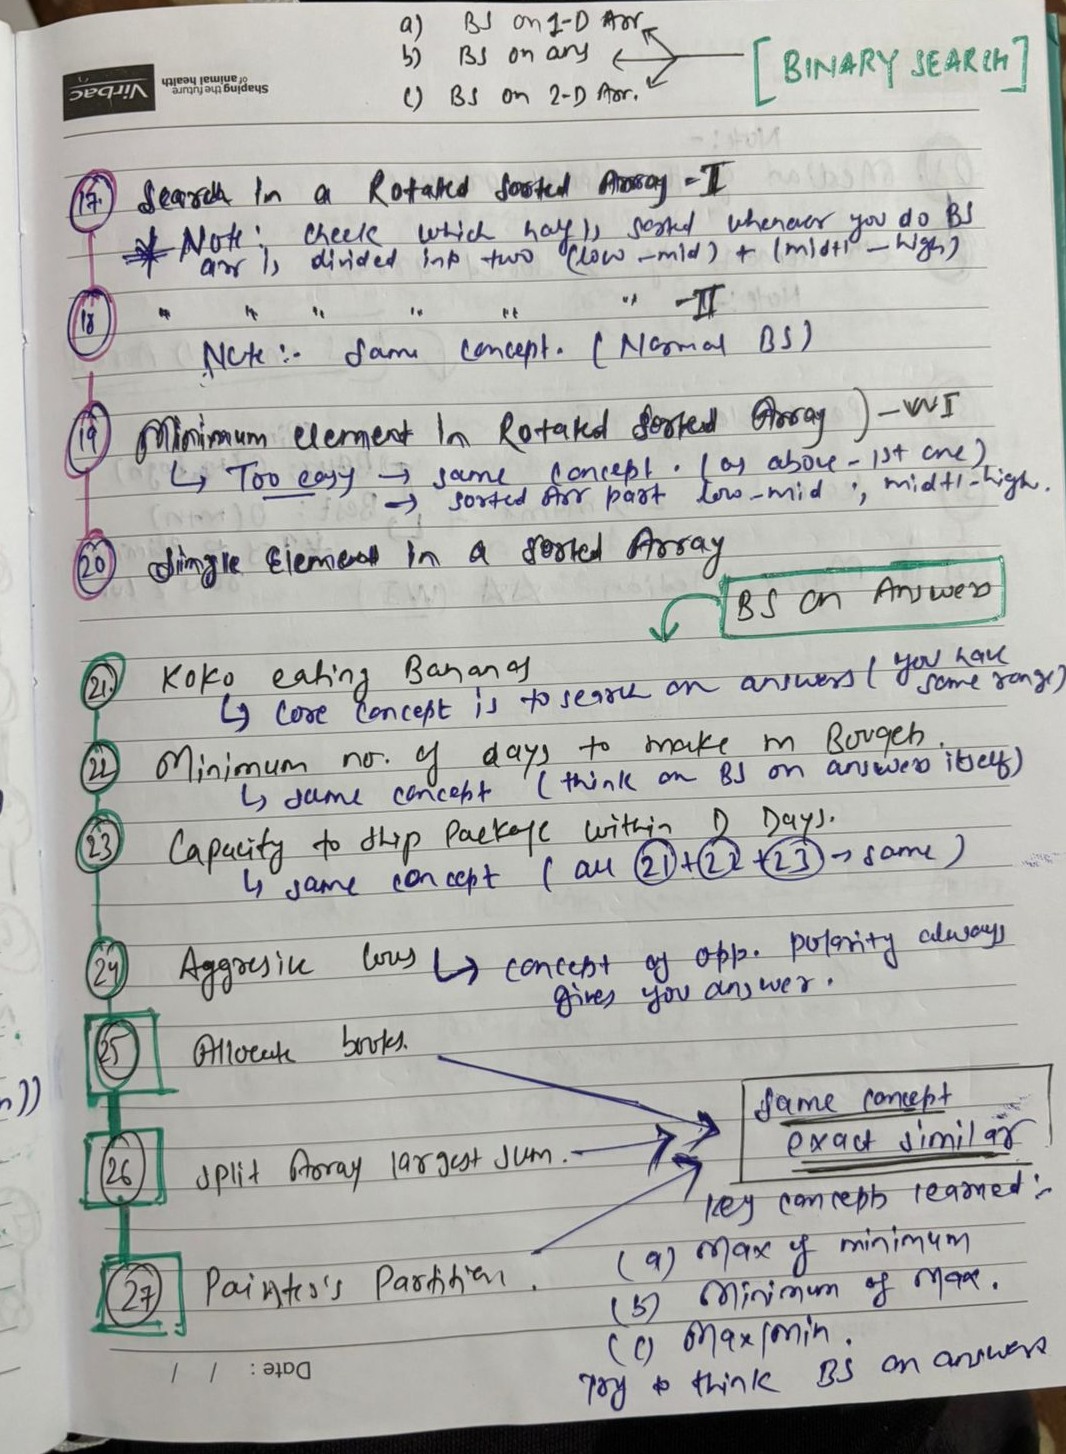 a) BS on 1-D Arr
b) BS on ans
c) BS on 2-D Arr.
[BINARY SEARCH]
Virbac
Shaping the future
of animal health
17. Search In a Rotated Sorted Array - I
* Note: check which half is sorted whenever you do BS
arr is divided into two (low - mid) + (mid+1 - high)
18 " " " " " " - II
Note:- Same concept. (Normal BS)
19 Minimum element In Rotated Sorted Array) - VVI
↳ Too easy → same concept. (as above - 1st one)
→ sorted Arr part low-mid ; mid+1-high.
20 Single Element In a Sorted Array
BS on Answers
21. Koko eating Bananas
↳ core concept is to search on answers (you have
some range)
22 Minimum no. of days to make m Bouqets.
↳ same concept (think on BS on answers itself)
23 Capacity to Ship Package within D Days.
↳ same concept (all 21 + 22 + 23 → same)
24 Aggresive Cows ↳ concept of opp. polarity always
gives you answer.
25 Allocate books.
same concept
exact similar
26 Split Array largest sum.
Key concepts learned:-
27 Painter's Partition.
(a) Max of minimum
(b) Minimum of Max.
(c) Max/min.
Try to think BS on answers
Date : / /